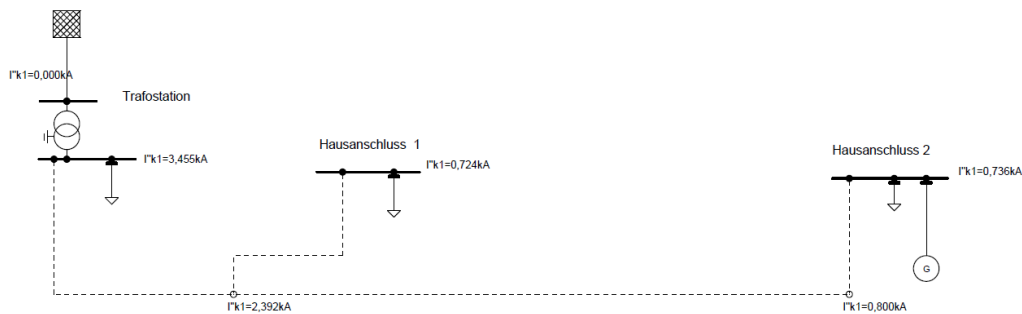 I"k1=0,000kA
Trafostation
I"k1=3,455kA
Hausanschluss 1
I"k1=0,724kA
Hausanschluss 2
I"k1=0,736kA
G
I"k1=2,392kA
I"k1=0,800kA